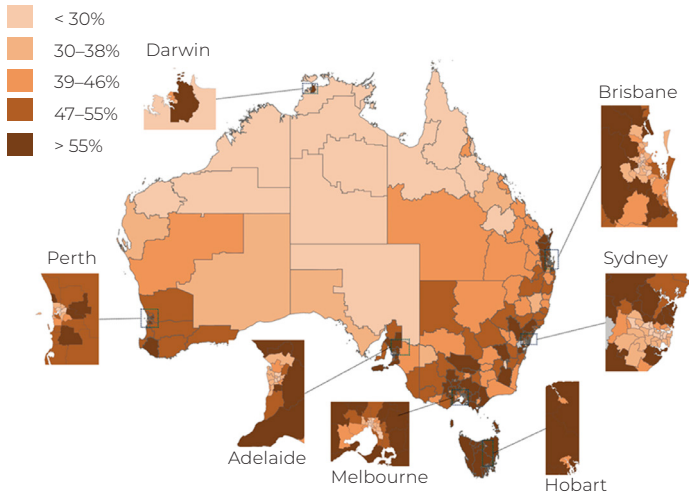 < 30%
30–38%
39–46%
47–55%
> 55%
Darwin
Brisbane
Perth
Sydney
Adelaide
Melbourne
Hobart